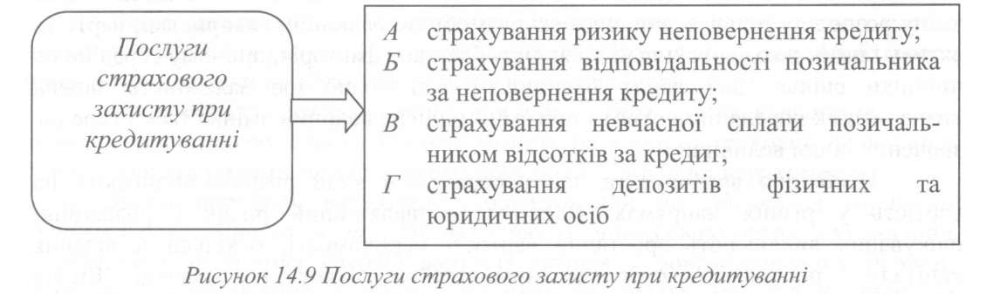 Послуги
страхового
захисту при
кредитуванні
А страхування ризику неповернення кредиту;
Б страхування відповідальності позичальника
за неповернення кредиту;
В страхування невчасної сплати позичаль-
ником відсотків за кредит;
Г страхування депозитів фізичних та
юридичних осіб
Рисунок 14.9 Послуги страхового захисту при кредитуванні